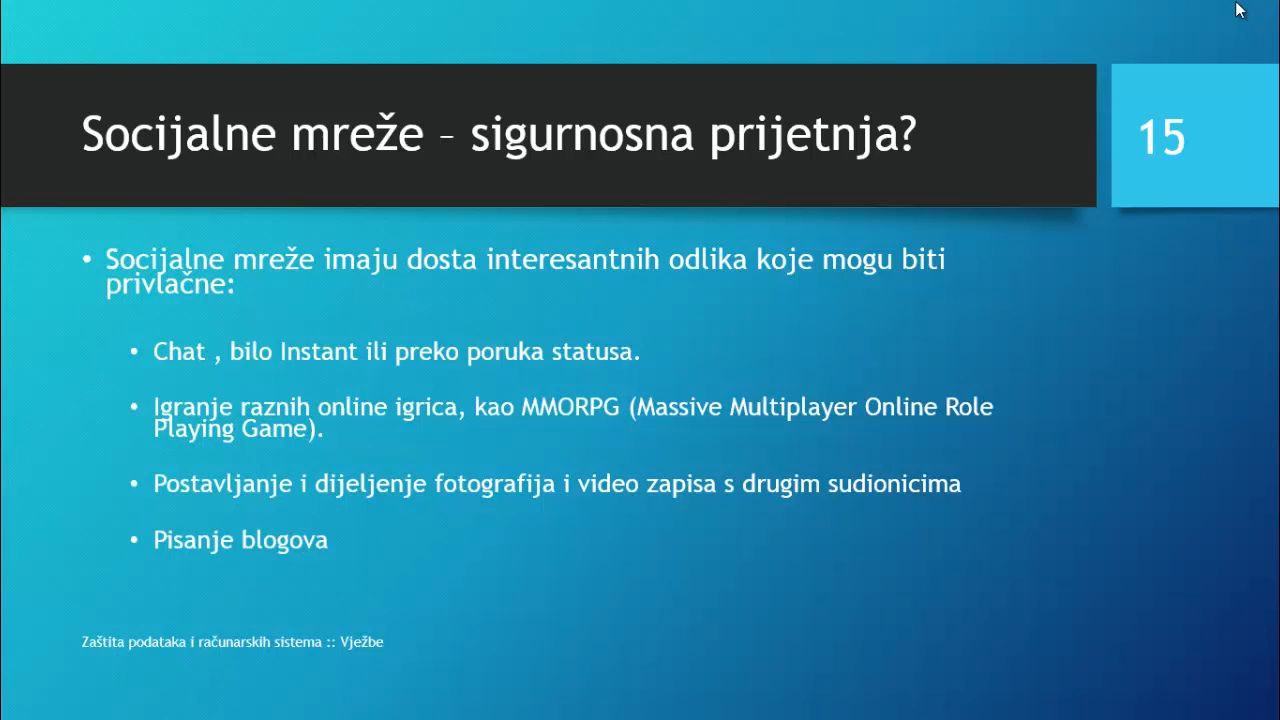 Socijalne mreže – sigurnosna prijetnja?
15
• Socijalne mreže imaju dosta interesantnih odlika koje mogu biti
privlačne:
• Chat , bilo Instant ili preko poruka statusa.
• Igranje raznih online igrica, kao MMORPG (Massive Multiplayer Online Role
Playing Game).
• Postavljanje i dijeljenje fotografija i video zapisa s drugim sudionicima
• Pisanje blogova
Zaštita podataka i računarskih sistema :: Vježbe